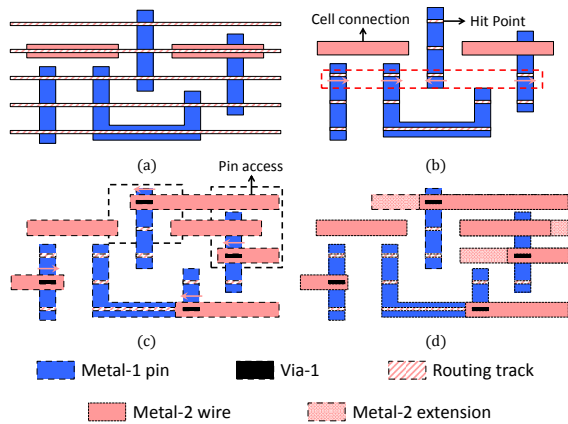 Cell connection
Hit Point
(a)
(b)
Pin access
(c)
(d)
Metal-1 pin
Via-1
Routing track
Metal-2 wire
Metal-2 extension